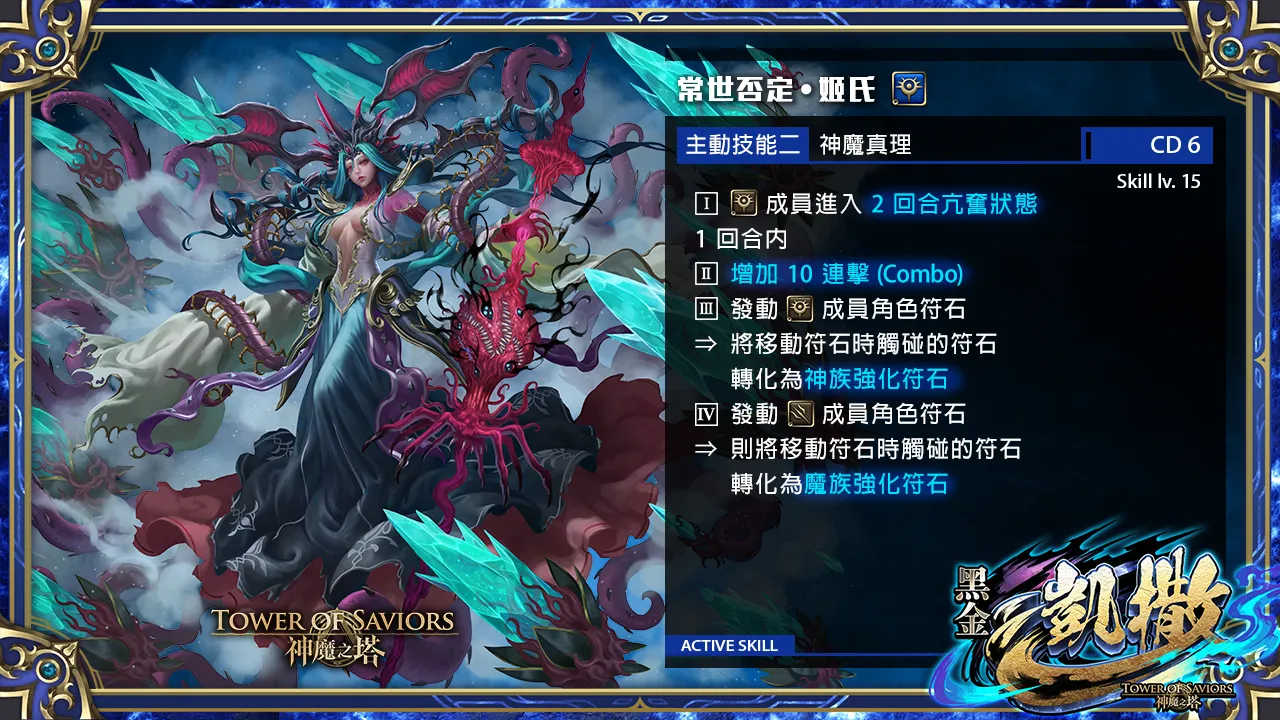 常世否定•姬氏
主動技能二 神魔真理 CD 6
Skill lv. 15
I 成員進入 2 回合亢奮狀態
1 回合內
II 增加 10 連擊 (Combo)
III 發動 成員角色符石
⇒ 將移動符石時觸碰的符石
轉化為神族強化符石
IV 發動 成員角色符石
⇒ 則將移動符石時觸碰的符石
轉化為魔族強化符石
ACTIVE SKILL
TOWER OF SAVIORS
神魔之塔
黑金
凱撒
TOWER OF SAVIORS
神魔之塔